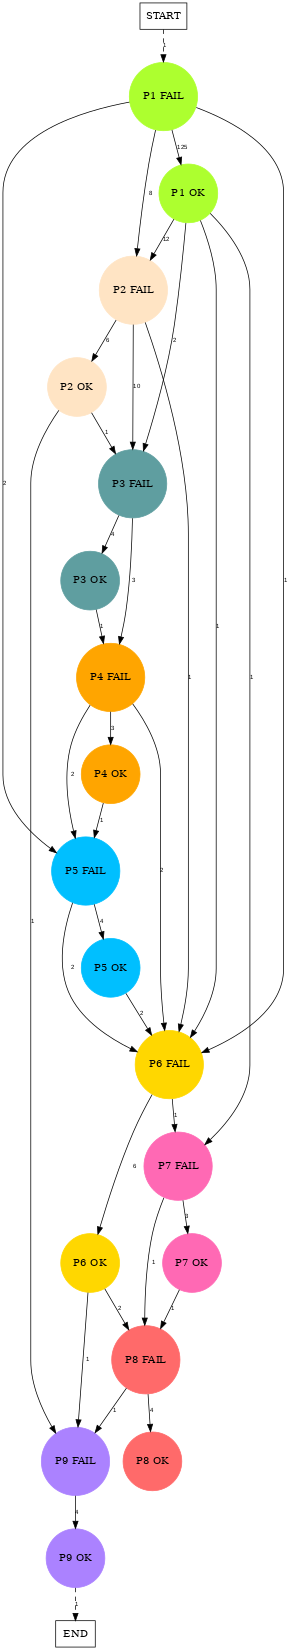 START
1
P1 FAIL
125
8
P1 OK
12
P2 FAIL
6
2
P2 OK
10
1
2
P3 FAIL
1
4
3
P3 OK
1
1
1
P4 FAIL
2
3
2
P4 OK
1
P5 FAIL
1
4
2
P5 OK
2
P6 FAIL
1
P7 FAIL
6
1
3
P6 OK
P7 OK
2
1
1
P8 FAIL
1
4
P9 FAIL
P8 OK
4
P9 OK
1
END